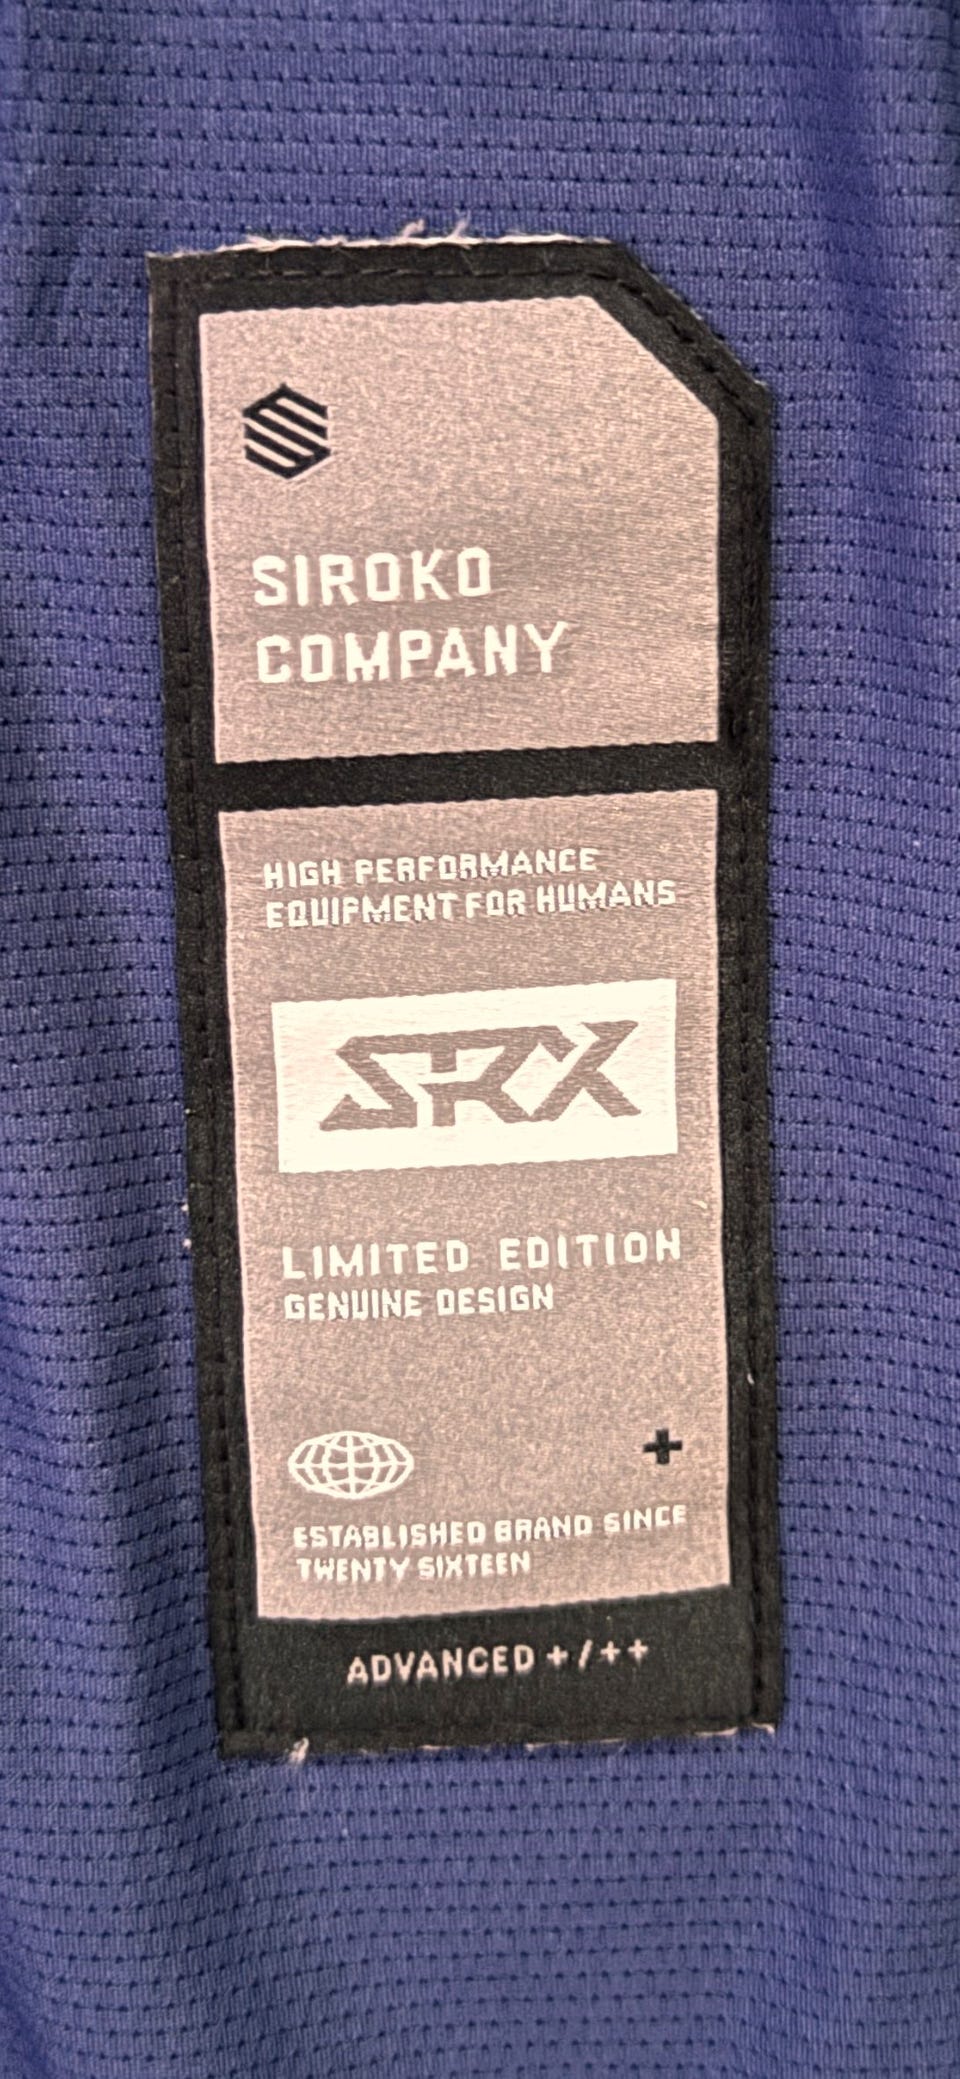 SIROKO
COMPANY
HIGH PERFORMANCE
EQUIPMENT FOR HUMANS
SRX
LIMITED EDITION
GENUINE DESIGN
+
ESTABLISHED BRAND SINCE
TWENTY SIXTEEN
ADVANCED +/++